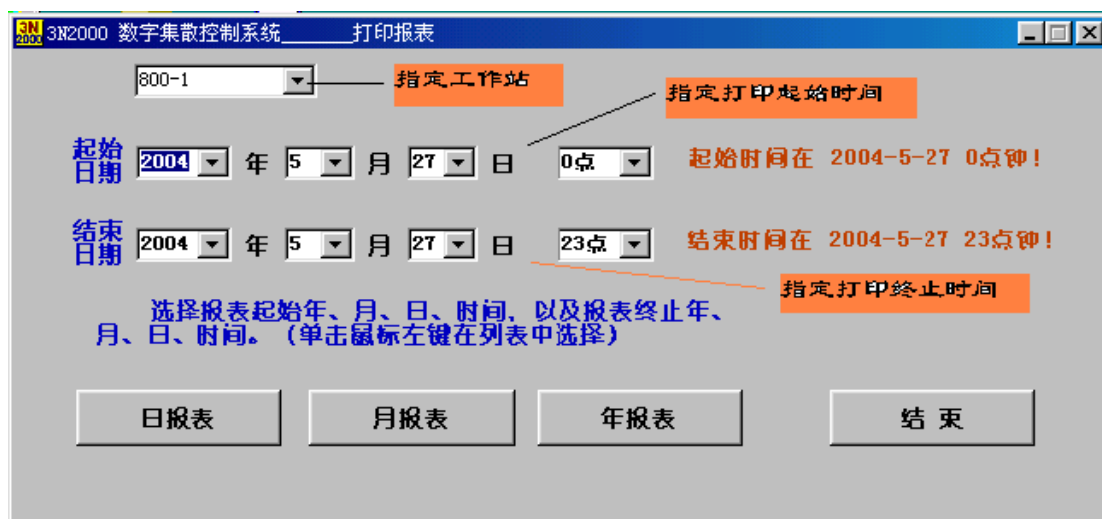 3N
2000 3N2000 数字集散控制系统______打印报表
800-1 指定工作站
指定打印起始时间
起始
日期 2004 年 5 月 27 日 0点 起始时间在 2004-5-27 0点钟!
结束
日期 2004 年 5 月 27 日 23点 结束时间在 2004-5-27 23点钟!
指定打印终止时间
选择报表起始年、月、日、时间, 以及报表终止年、
月、日、时间。(单击鼠标左键在列表中选择)
日报表 月报表 年报表 结 束